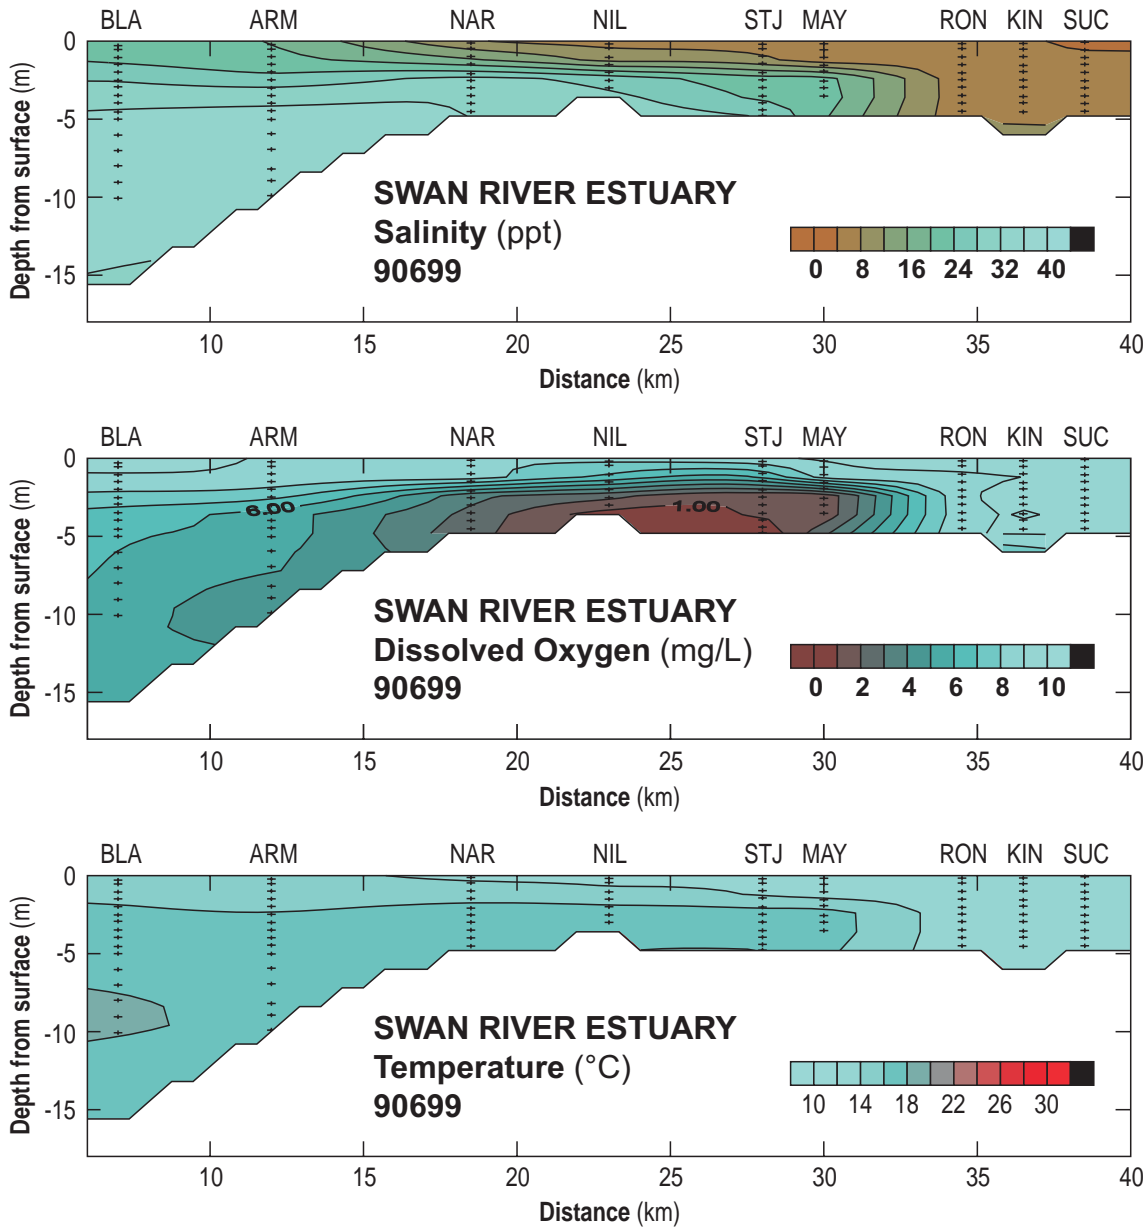 BLA ARM NAR NIL STJ MAY RON KIN SUC
0
-5
-10
-15
Depth from surface (m)
SWAN RIVER ESTUARY
Salinity (ppt)
90699
0 8 16 24 32 40
10 15 20 25 30 35 40
Distance (km)
BLA ARM NAR NIL STJ MAY RON KIN SUC
0
-5
-10
-15
Depth from surface (m)
6.00 1.00
SWAN RIVER ESTUARY
Dissolved Oxygen (mg/L)
90699
0 2 4 6 8 10
10 15 20 25 30 35 40
Distance (km)
BLA ARM NAR NIL STJ MAY RON KIN SUC
0
-5
-10
-15
Depth from surface (m)
SWAN RIVER ESTUARY
Temperature (°C)
90699
10 14 18 22 26 30
10 15 20 25 30 35 40
Distance (km)